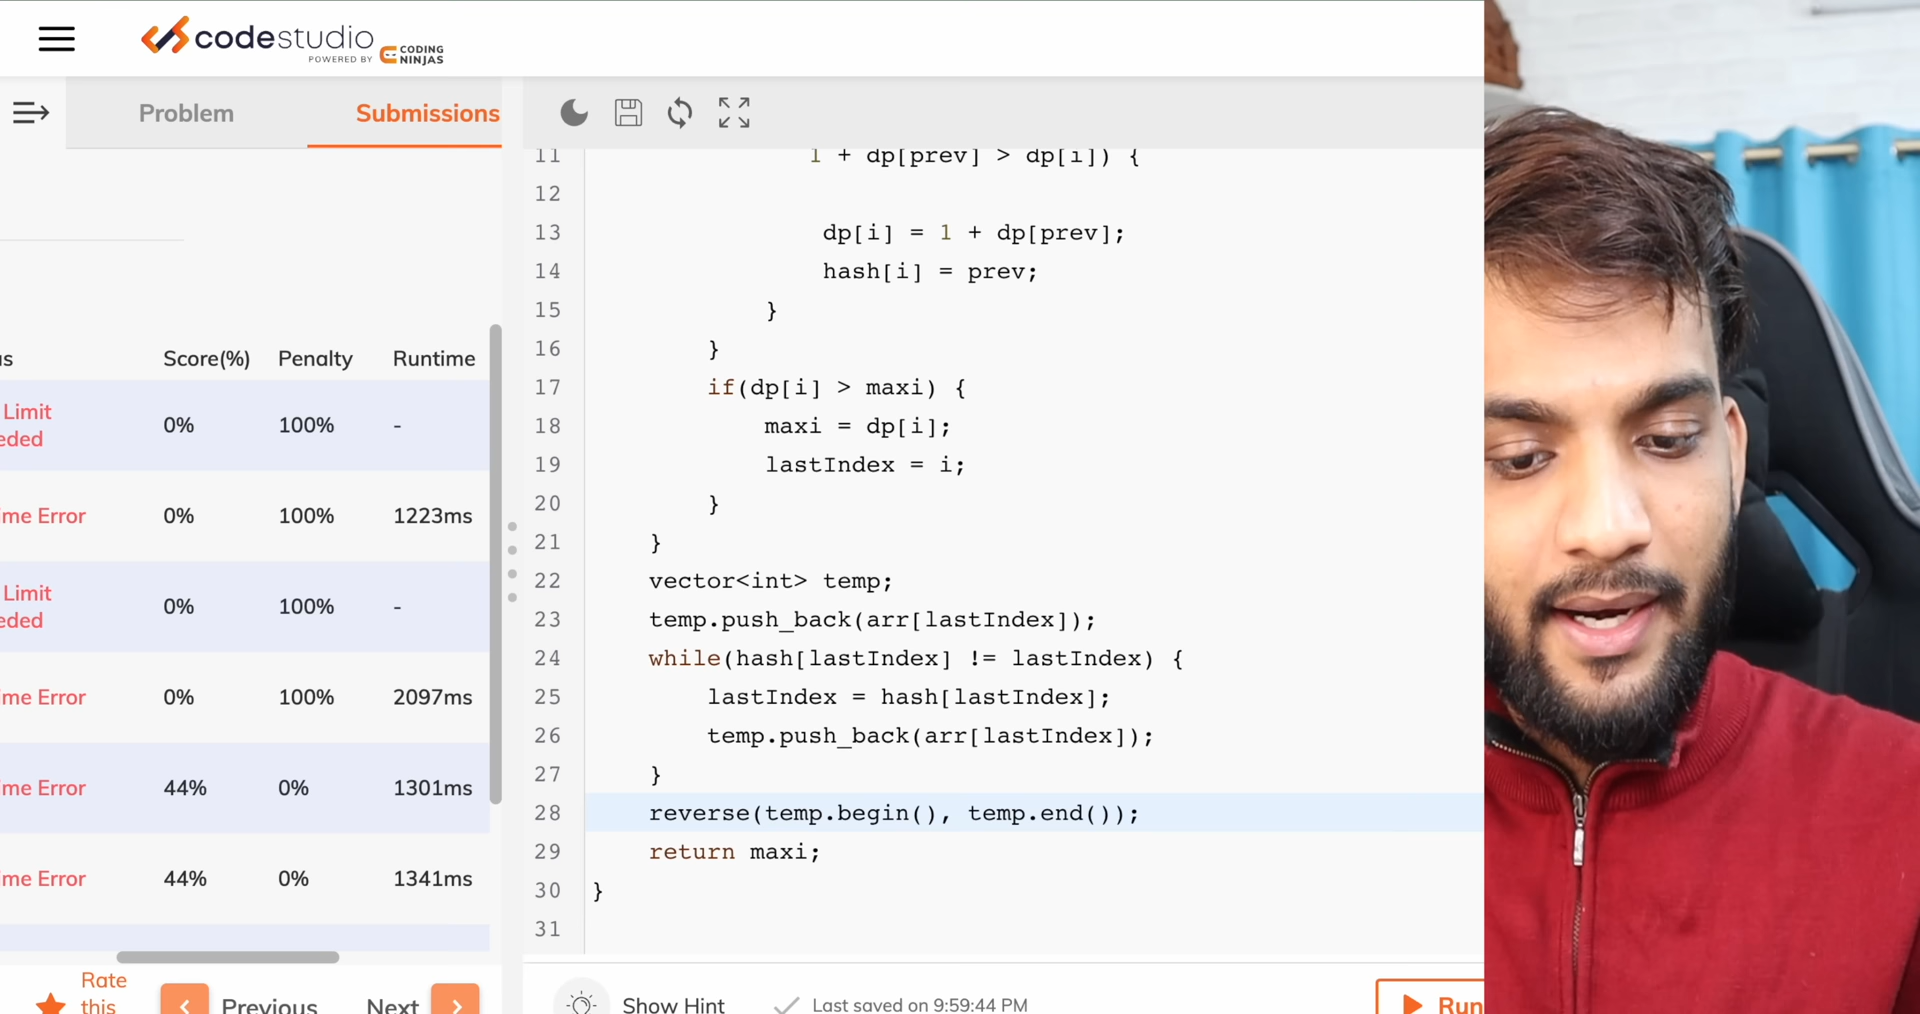 codestudio
POWERED BY CODING NINJAS
Problem
Submissions
s
Score(%)
Penalty
Runtime
Limit
eded
0%
100%
-
ime Error
0%
100%
1223ms
Limit
eded
0%
100%
-
ime Error
0%
100%
2097ms
ime Error
44%
0%
1301ms
ime Error
44%
0%
1341ms
Rate
this
Previous
Next
11 1 + dp[prev] > dp[i]) {
12
13 dp[i] = 1 + dp[prev];
14 hash[i] = prev;
15 }
16 }
17 if(dp[i] > maxi) {
18 maxi = dp[i];
19 lastIndex = i;
20 }
21 }
22 vector<int> temp;
23 temp.push_back(arr[lastIndex]);
24 while(hash[lastIndex] != lastIndex) {
25 lastIndex = hash[lastIndex];
26 temp.push_back(arr[lastIndex]);
27 }
28 reverse(temp.begin(), temp.end());
29 return maxi;
30 }
31
Show Hint
Last saved on 9:59:44 PM
Run